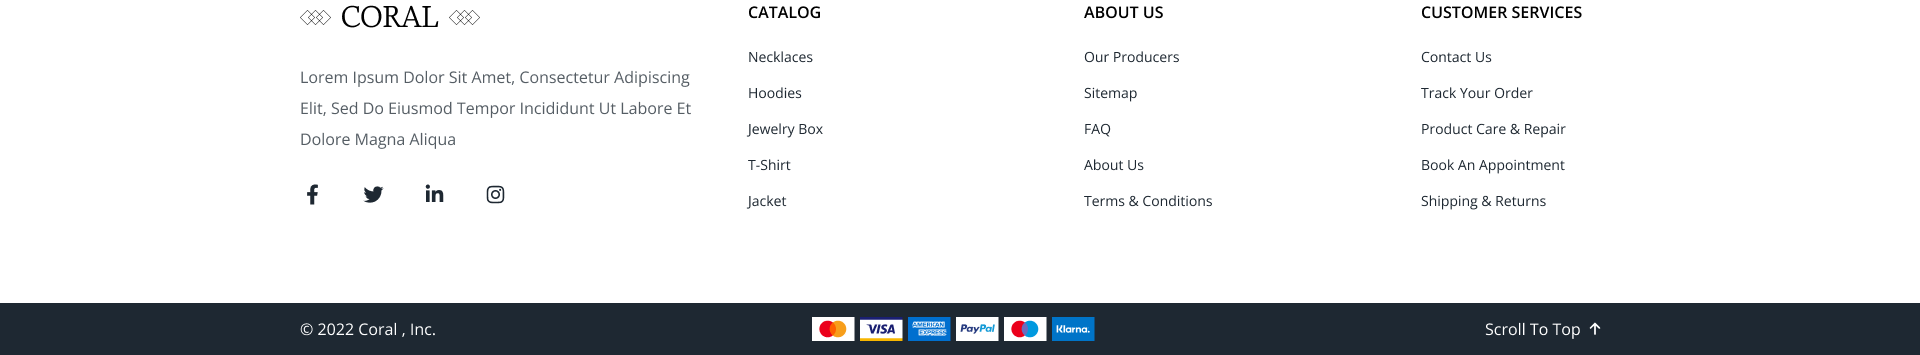 CORAL
Lorem Ipsum Dolor Sit Amet, Consectetur Adipiscing
Elit, Sed Do Eiusmod Tempor Incididunt Ut Labore Et
Dolore Magna Aliqua
CATALOG
Necklaces
Hoodies
Jewelry Box
T-Shirt
Jacket
ABOUT US
Our Producers
Sitemap
FAQ
About Us
Terms & Conditions
CUSTOMER SERVICES
Contact Us
Track Your Order
Product Care & Repair
Book An Appointment
Shipping & Returns
© 2022 Coral , Inc.
VISA
AMERICAN
EXPRESS
PayPal
Klarna.
Scroll To Top